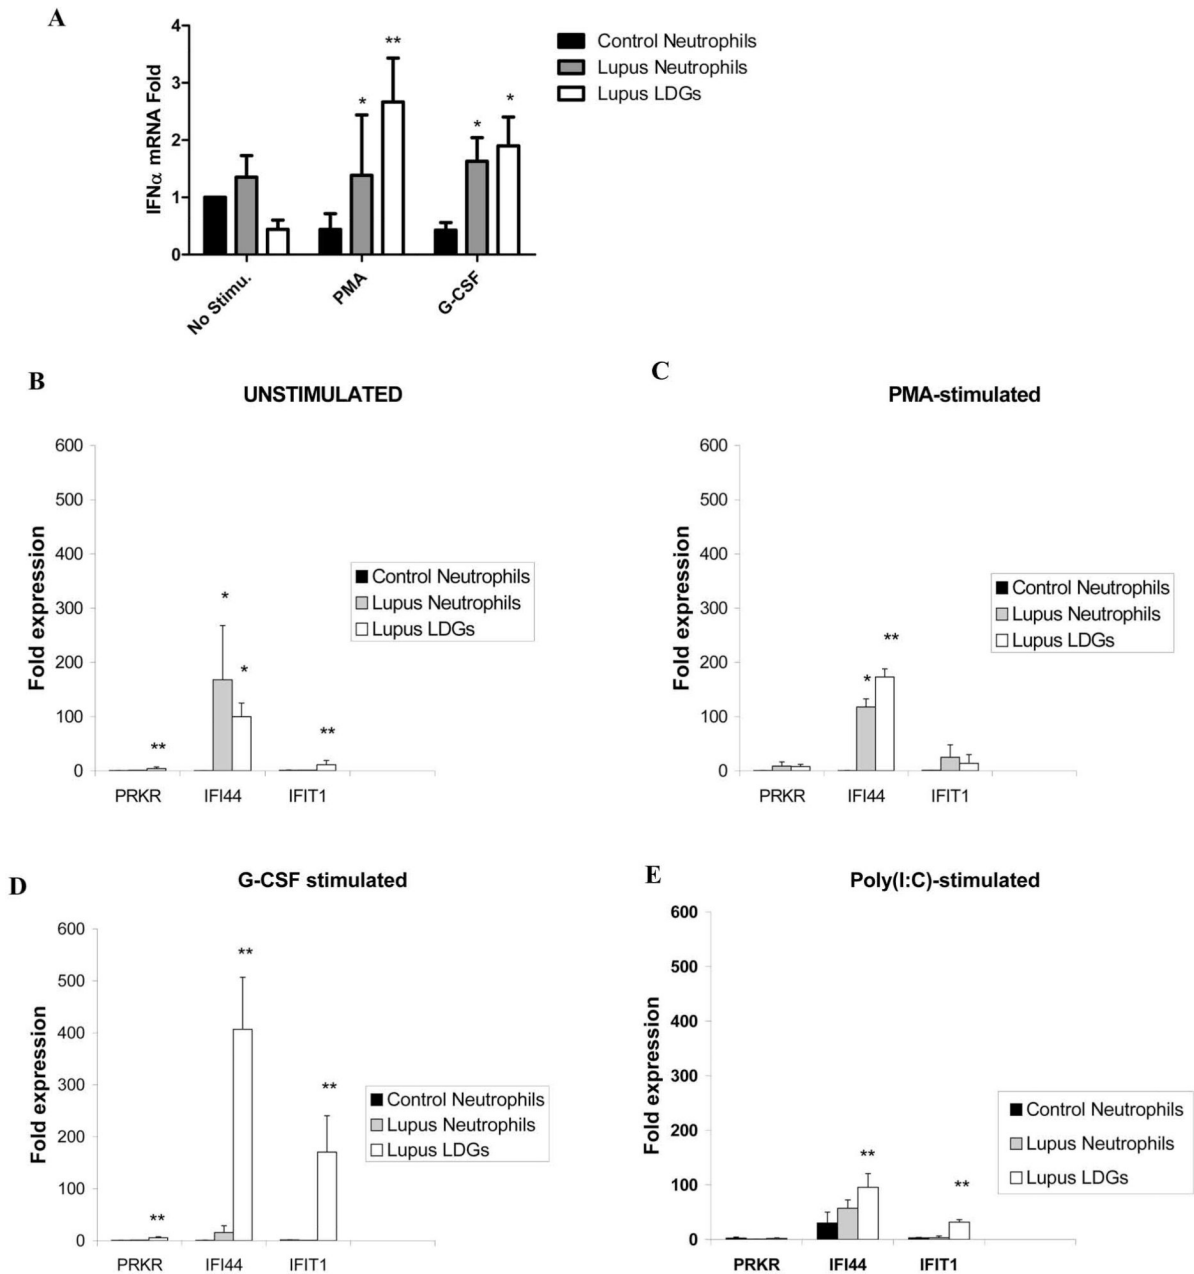 A
4
3
2
1
0
IFNα mRNA Fold
*
**
*
*
No Stimu.
PMA
G-CSF
Control Neutrophils
Lupus Neutrophils
Lupus LDGs
B
UNSTIMULATED
600
500
400
300
200
100
0
Fold expression
**
*
*
**
PRKR
IFI44
IFIT1
Control Neutrophils
Lupus Neutrophils
Lupus LDGs
C
PMA-stimulated
600
500
400
300
200
100
0
Fold expression
*
**
PRKR
IFI44
IFIT1
Control Neutrophils
Lupus Neutrophils
Lupus LDGs
D
G-CSF stimulated
600
500
400
300
200
100
0
Fold expression
**
**
**
PRKR
IFI44
IFIT1
Control Neutrophils
Lupus Neutrophils
Lupus LDGs
E
Poly(I:C)-stimulated
600
500
400
300
200
100
0
Fold expression
**
**
PRKR
IFI44
IFIT1
Control Neutrophils
Lupus Neutrophils
Lupus LDGs